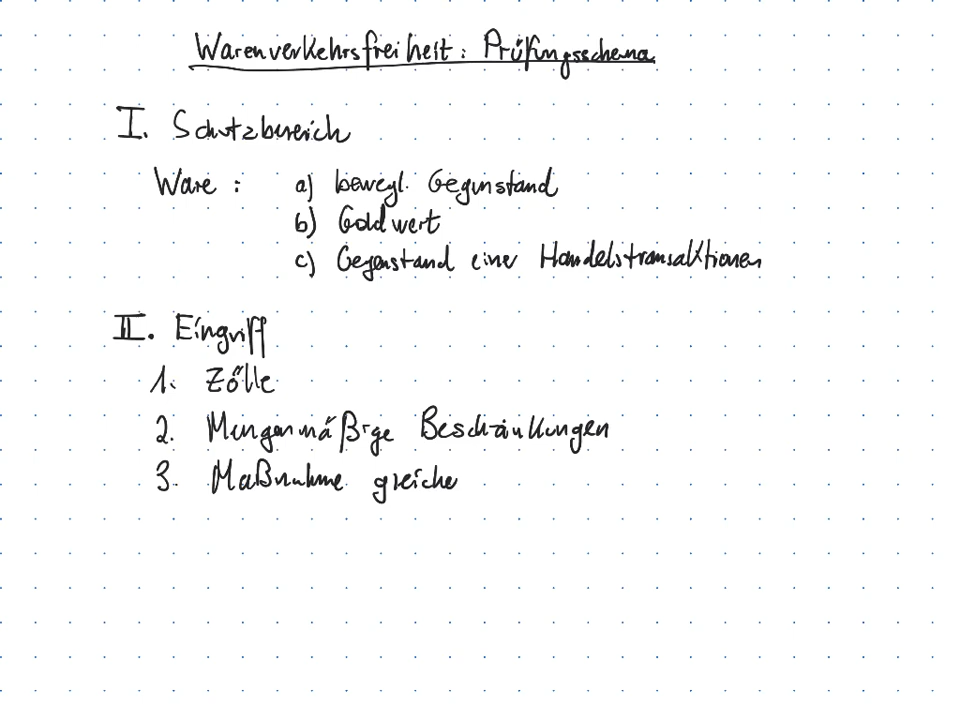 Warenverkehrsfreiheit: Prüfungsschema
I. Schutzbereich
Ware: a) bewegl. Gegenstand
b) Geldwert
c) Gegenstand einer Handelstransaktionen
II. Eingriff
1. Zölle
2. Mengenmäßige Beschränkungen
3. Maßnahme gleicher